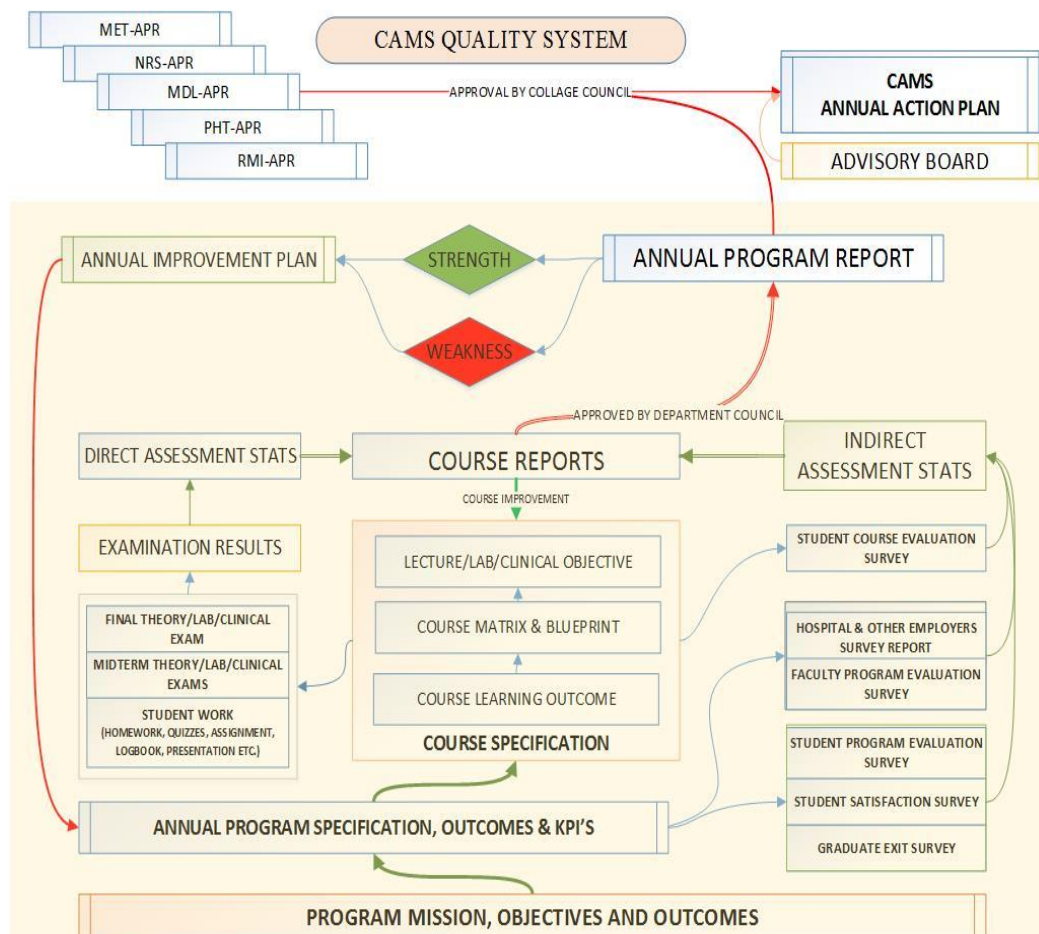 MET-APR
NRS-APR
MDL-APR
PHT-APR
RMI-APR
CAMS QUALITY SYSTEM
APPROVAL BY COLLAGE COUNCIL
CAMS
ANNUAL ACTION PLAN
ADVISORY BOARD
ANNUAL IMPROVEMENT PLAN
STRENGTH
WEAKNESS
ANNUAL PROGRAM REPORT
APPROVED BY DEPARTMENT COUNCIL
DIRECT ASSESSMENT STATS
COURSE REPORTS
INDIRECT
ASSESSMENT STATS
COURSE IMPROVEMENT
EXAMINATION RESULTS
LECTURE/LAB/CLINICAL OBJECTIVE
COURSE MATRIX & BLUEPRINT
COURSE LEARNING OUTCOME
COURSE SPECIFICATION
FINAL THEORY/LAB/CLINICAL
EXAM
MIDTERM THEORY/LAB/CLINICAL
EXAMS
STUDENT WORK
(HOMEWORK, QUIZZES, ASSIGNMENT,
LOGBOOK, PRESENTATION ETC.)
STUDENT COURSE EVALUATION
SURVEY
HOSPITAL & OTHER EMPLOYERS
SURVEY REPORT
FACULTY PROGRAM EVALUATION
SURVEY
STUDENT PROGRAM EVALUATION
SURVEY
STUDENT SATISFACTION SURVEY
GRADUATE EXIT SURVEY
ANNUAL PROGRAM SPECIFICATION, OUTCOMES & KPI'S
PROGRAM MISSION, OBJECTIVES AND OUTCOMES